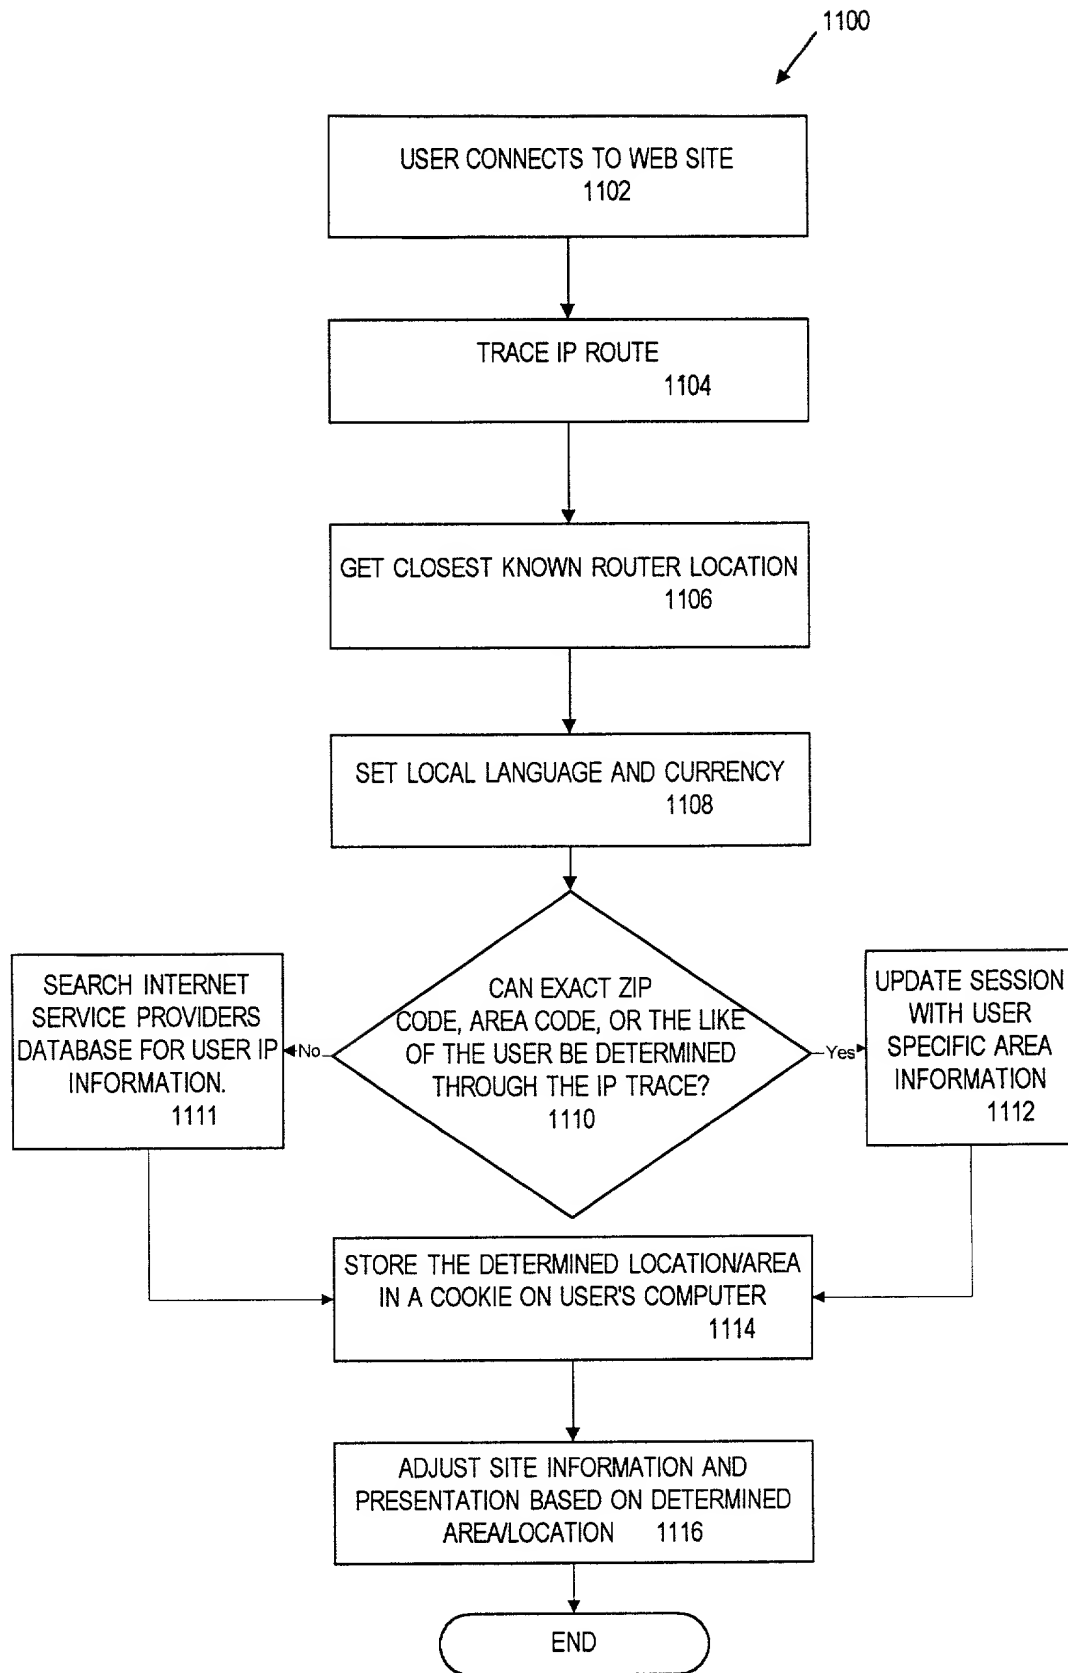 1100
USER CONNECTS TO WEB SITE
1102
TRACE IP ROUTE
1104
GET CLOSEST KNOWN ROUTER LOCATION
1106
SET LOCAL LANGUAGE AND CURRENCY
1108
CAN EXACT ZIP
CODE, AREA CODE, OR THE LIKE
OF THE USER BE DETERMINED
THROUGH THE IP TRACE?
1110
No
SEARCH INTERNET
SERVICE PROVIDERS
DATABASE FOR USER IP
INFORMATION.
1111
Yes
UPDATE SESSION
WITH USER
SPECIFIC AREA
INFORMATION
1112
STORE THE DETERMINED LOCATION/AREA
IN A COOKIE ON USER'S COMPUTER
1114
ADJUST SITE INFORMATION AND
PRESENTATION BASED ON DETERMINED
AREA/LOCATION 1116
END